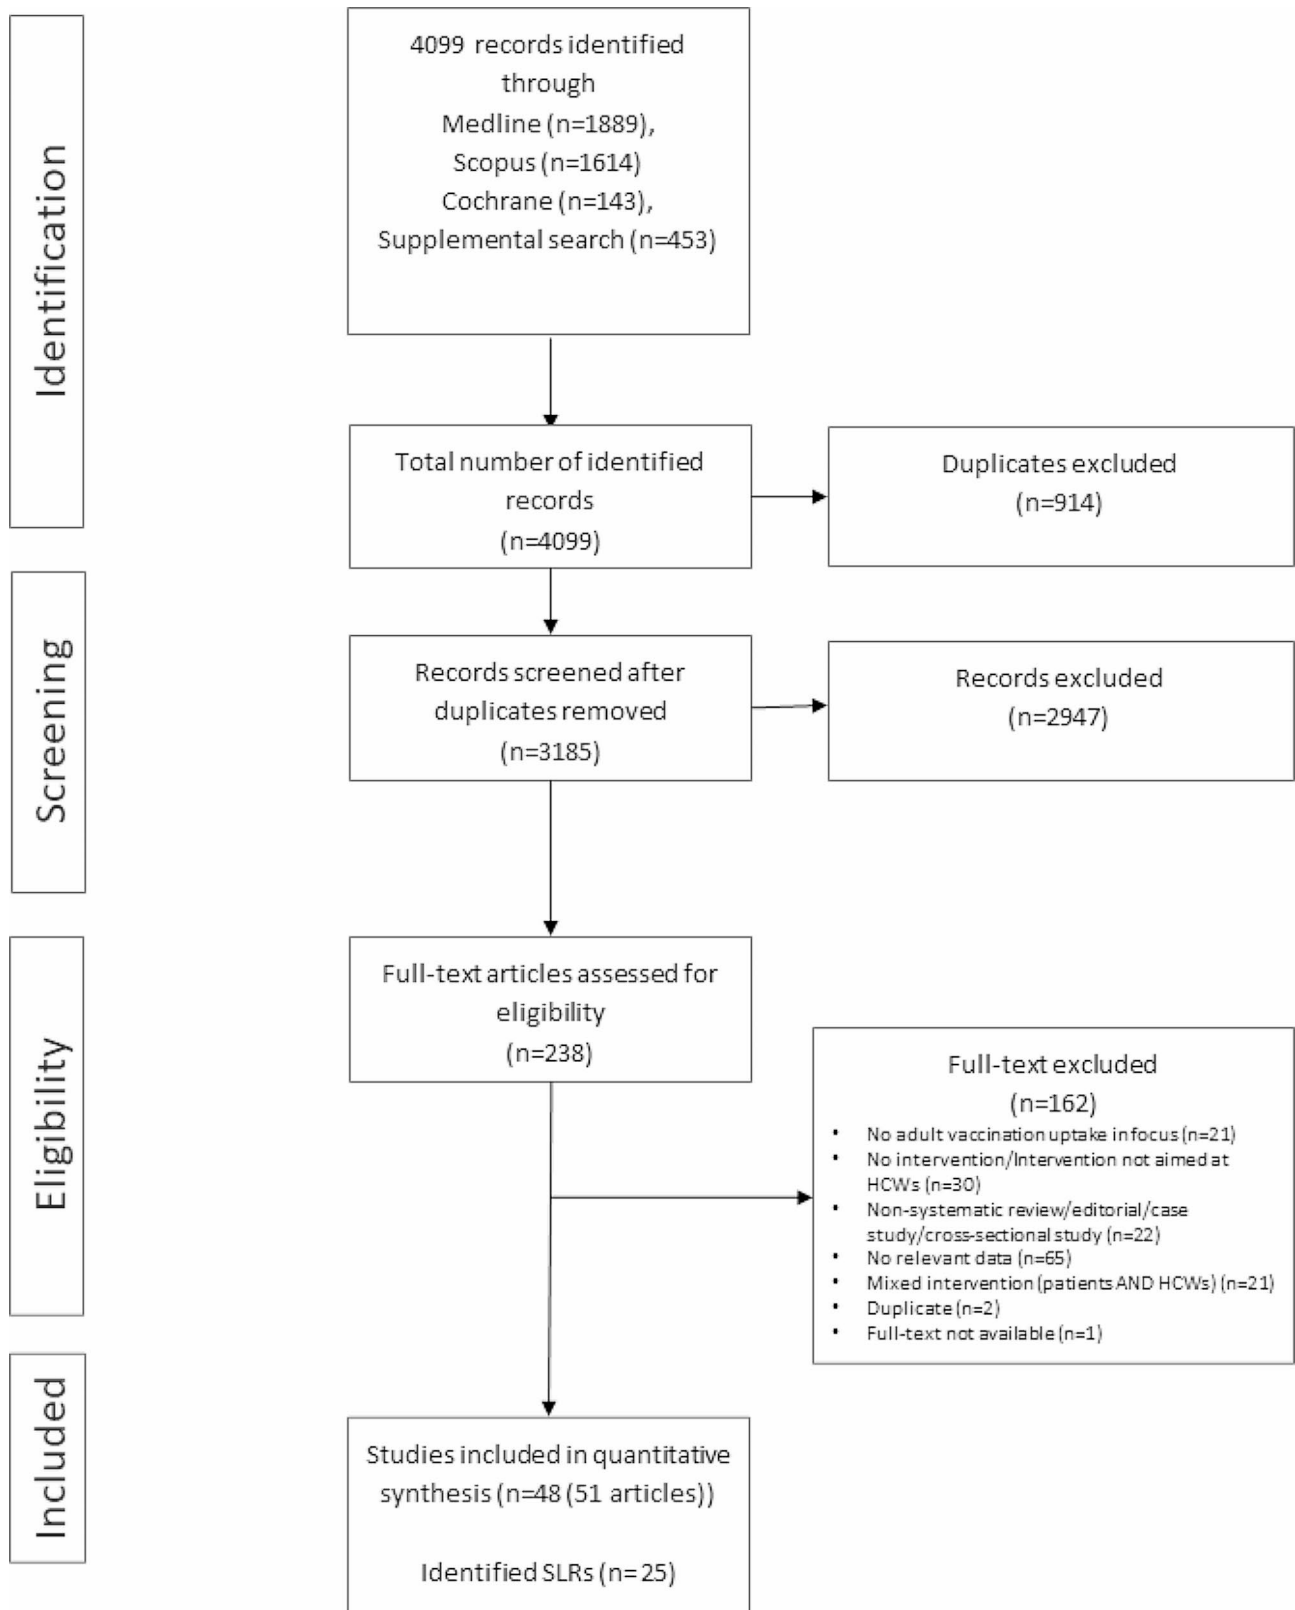 Identification
4099 records identified
through
Medline (n=1889),
Scopus (n=1614)
Cochrane (n=143),
Supplemental search (n=453)
Total number of identified
records
(n=4099)
Duplicates excluded
(n=914)
Screening
Records screened after
duplicates removed
(n=3185)
Records excluded
(n=2947)
Eligibility
Full-text articles assessed for
eligibility
(n=238)
Full-text excluded
(n=162)
• No adult vaccination uptake in focus (n=21)
• No intervention/Intervention not aimed at
HCWs (n=30)
• Non-systematic review/editorial/case
study/cross-sectional study (n=22)
• No relevant data (n=65)
• Mixed intervention (patients AND HCWs) (n=21)
• Duplicate (n=2)
• Full-text not available (n=1)
Included
Studies included in quantitative
synthesis (n=48 (51 articles))
Identified SLRs (n= 25)